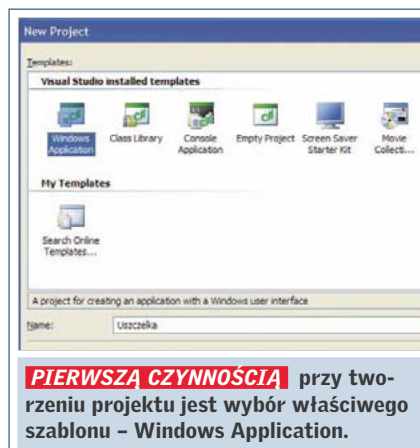 New Project
Templates:
Visual Studio installed templates
Windows Application
Class Library
Console Application
Empty Project
Screen Saver Starter Kit
Movie Collecti...
My Templates
Search Online Templates...
A project for creating an application with a Windows user interface
Name: Uszczelka
PIERWSZĄ CZYNNOŚCIĄ przy two-
rzeniu projektu jest wybór właściwego
szablonu – Windows Application.